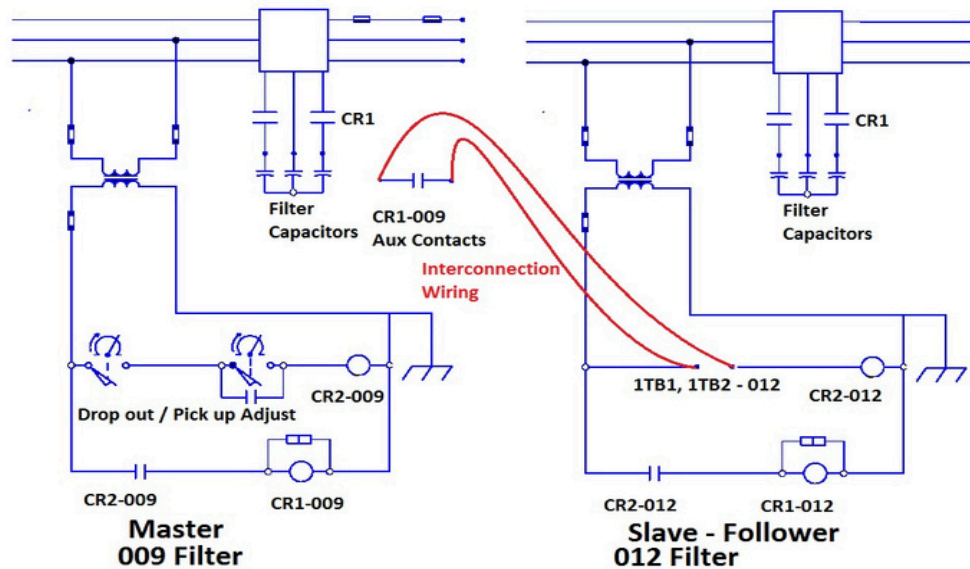 CR1
Filter
Capacitors
CR1-009
Aux Contacts
Interconnection
Wiring
Drop out / Pick up Adjust
CR2-009
CR2-009
CR1-009
Master
009 Filter
CR1
Filter
Capacitors
1TB1, 1TB2 - 012
CR2-012
CR2-012
CR1-012
Slave - Follower
012 Filter